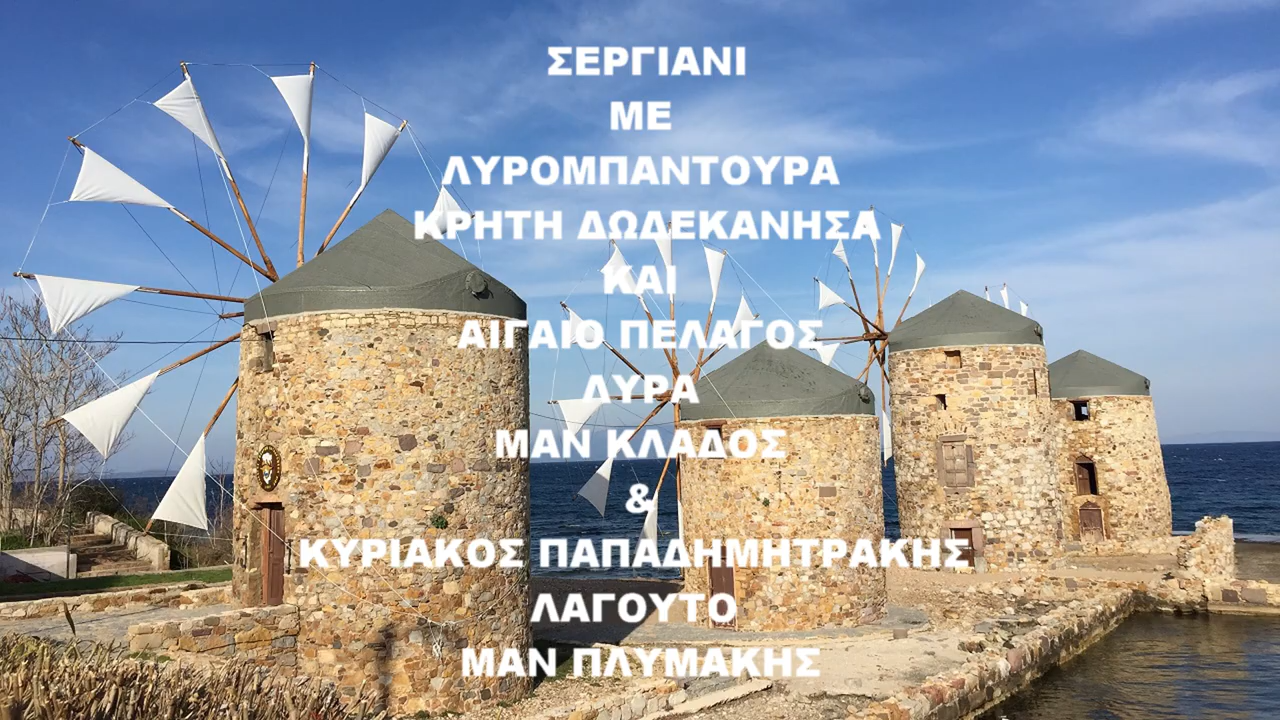 ΣΕΡΓΙΑΝΙ
ΜΕ
ΛΥΡΟΜΠΑΝΤΟΥΡΑ
ΚΡΗΤΗ ΔΩΔΕΚΑΝΗΣΑ
ΚΑΙ
ΑΙΓΑΙΟ ΠΕΛΑΓΟΣ
ΛΥΡΑ
ΜΑΝ ΚΛΑΔΟΣ
&
ΚΥΡΙΑΚΟΣ ΠΑΠΑΔΗΜΗΤΡΑΚΗΣ
ΛΑΓΟΥΤΟ
ΜΑΝ ΠΛΥΜΑΚΗΣ